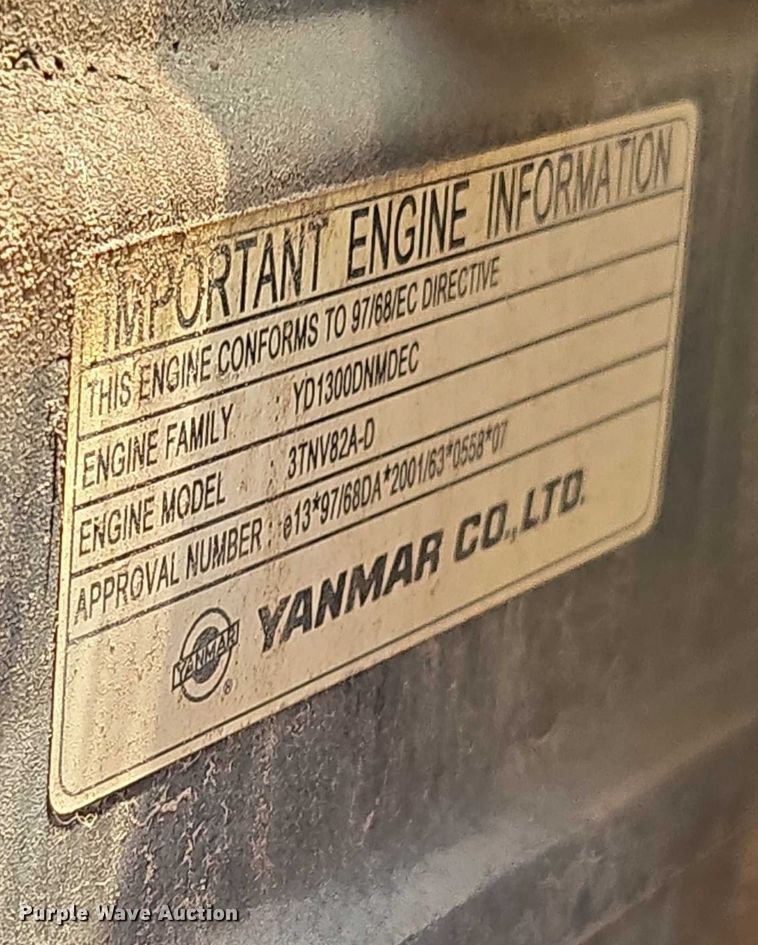 IMPORTANT ENGINE INFORMATION
THIS ENGINE CONFORMS TO 97/68/EC DIRECTIVE
ENGINE FAMILY : YD1300DNMDEC
ENGINE MODEL : 3TNV82A-D
APPROVAL NUMBER : e13*97/68DA*2001/63*0558*07
YANMAR ® YANMAR CO.,LTD.
Purple Wave Auction